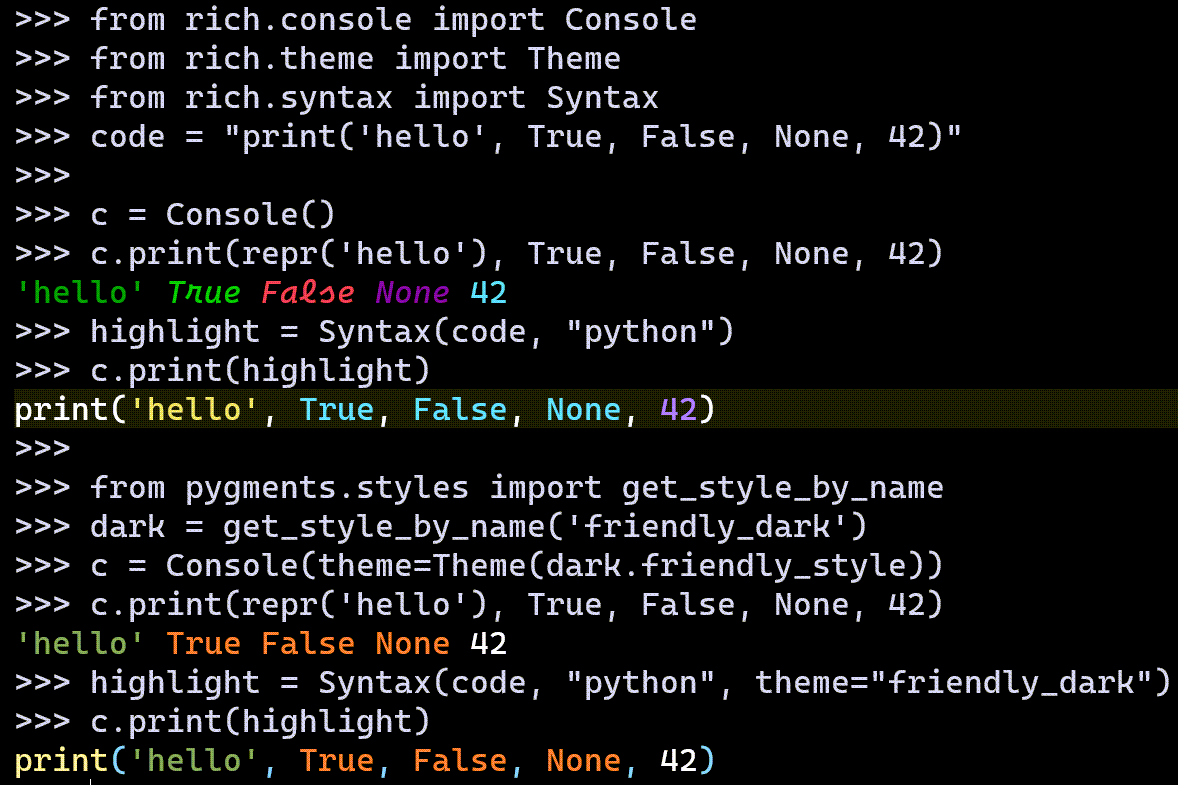 >>> from rich.console import Console
>>> from rich.theme import Theme
>>> from rich.syntax import Syntax
>>> code = "print('hello', True, False, None, 42)"
>>>
>>> c = Console()
>>> c.print(repr('hello'), True, False, None, 42)
'hello' True False None 42
>>> highlight = Syntax(code, "python")
>>> c.print(highlight)
print('hello', True, False, None, 42)
>>>
>>> from pygments.styles import get_style_by_name
>>> dark = get_style_by_name('friendly_dark')
>>> c = Console(theme=Theme(dark.friendly_style))
>>> c.print(repr('hello'), True, False, None, 42)
'hello' True False None 42
>>> highlight = Syntax(code, "python", theme="friendly_dark")
>>> c.print(highlight)
print('hello', True, False, None, 42)